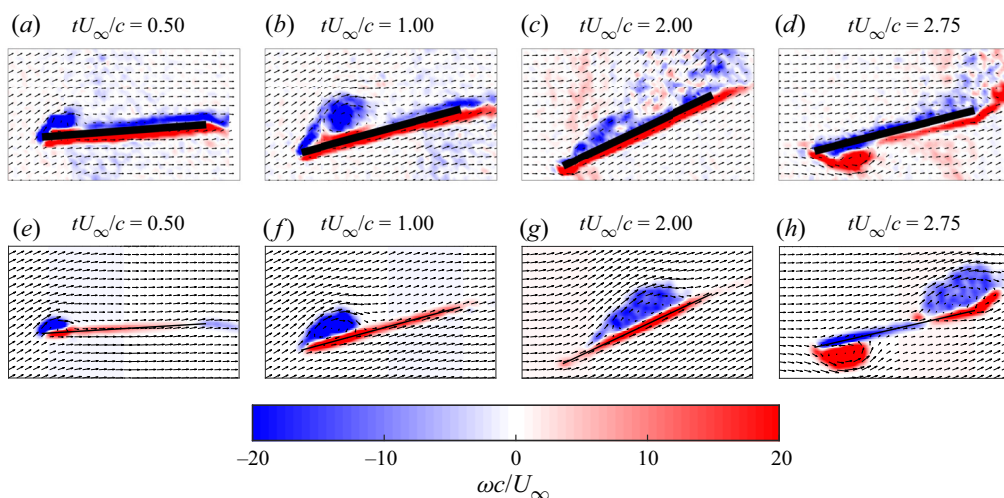 (a) tU∞/c = 0.50 (b) tU∞/c = 1.00 (c) tU∞/c = 2.00 (d) tU∞/c = 2.75
(e) tU∞/c = 0.50 (f) tU∞/c = 1.00 (g) tU∞/c = 2.00 (h) tU∞/c = 2.75
–20 –10 0 10 20
ωc/U∞